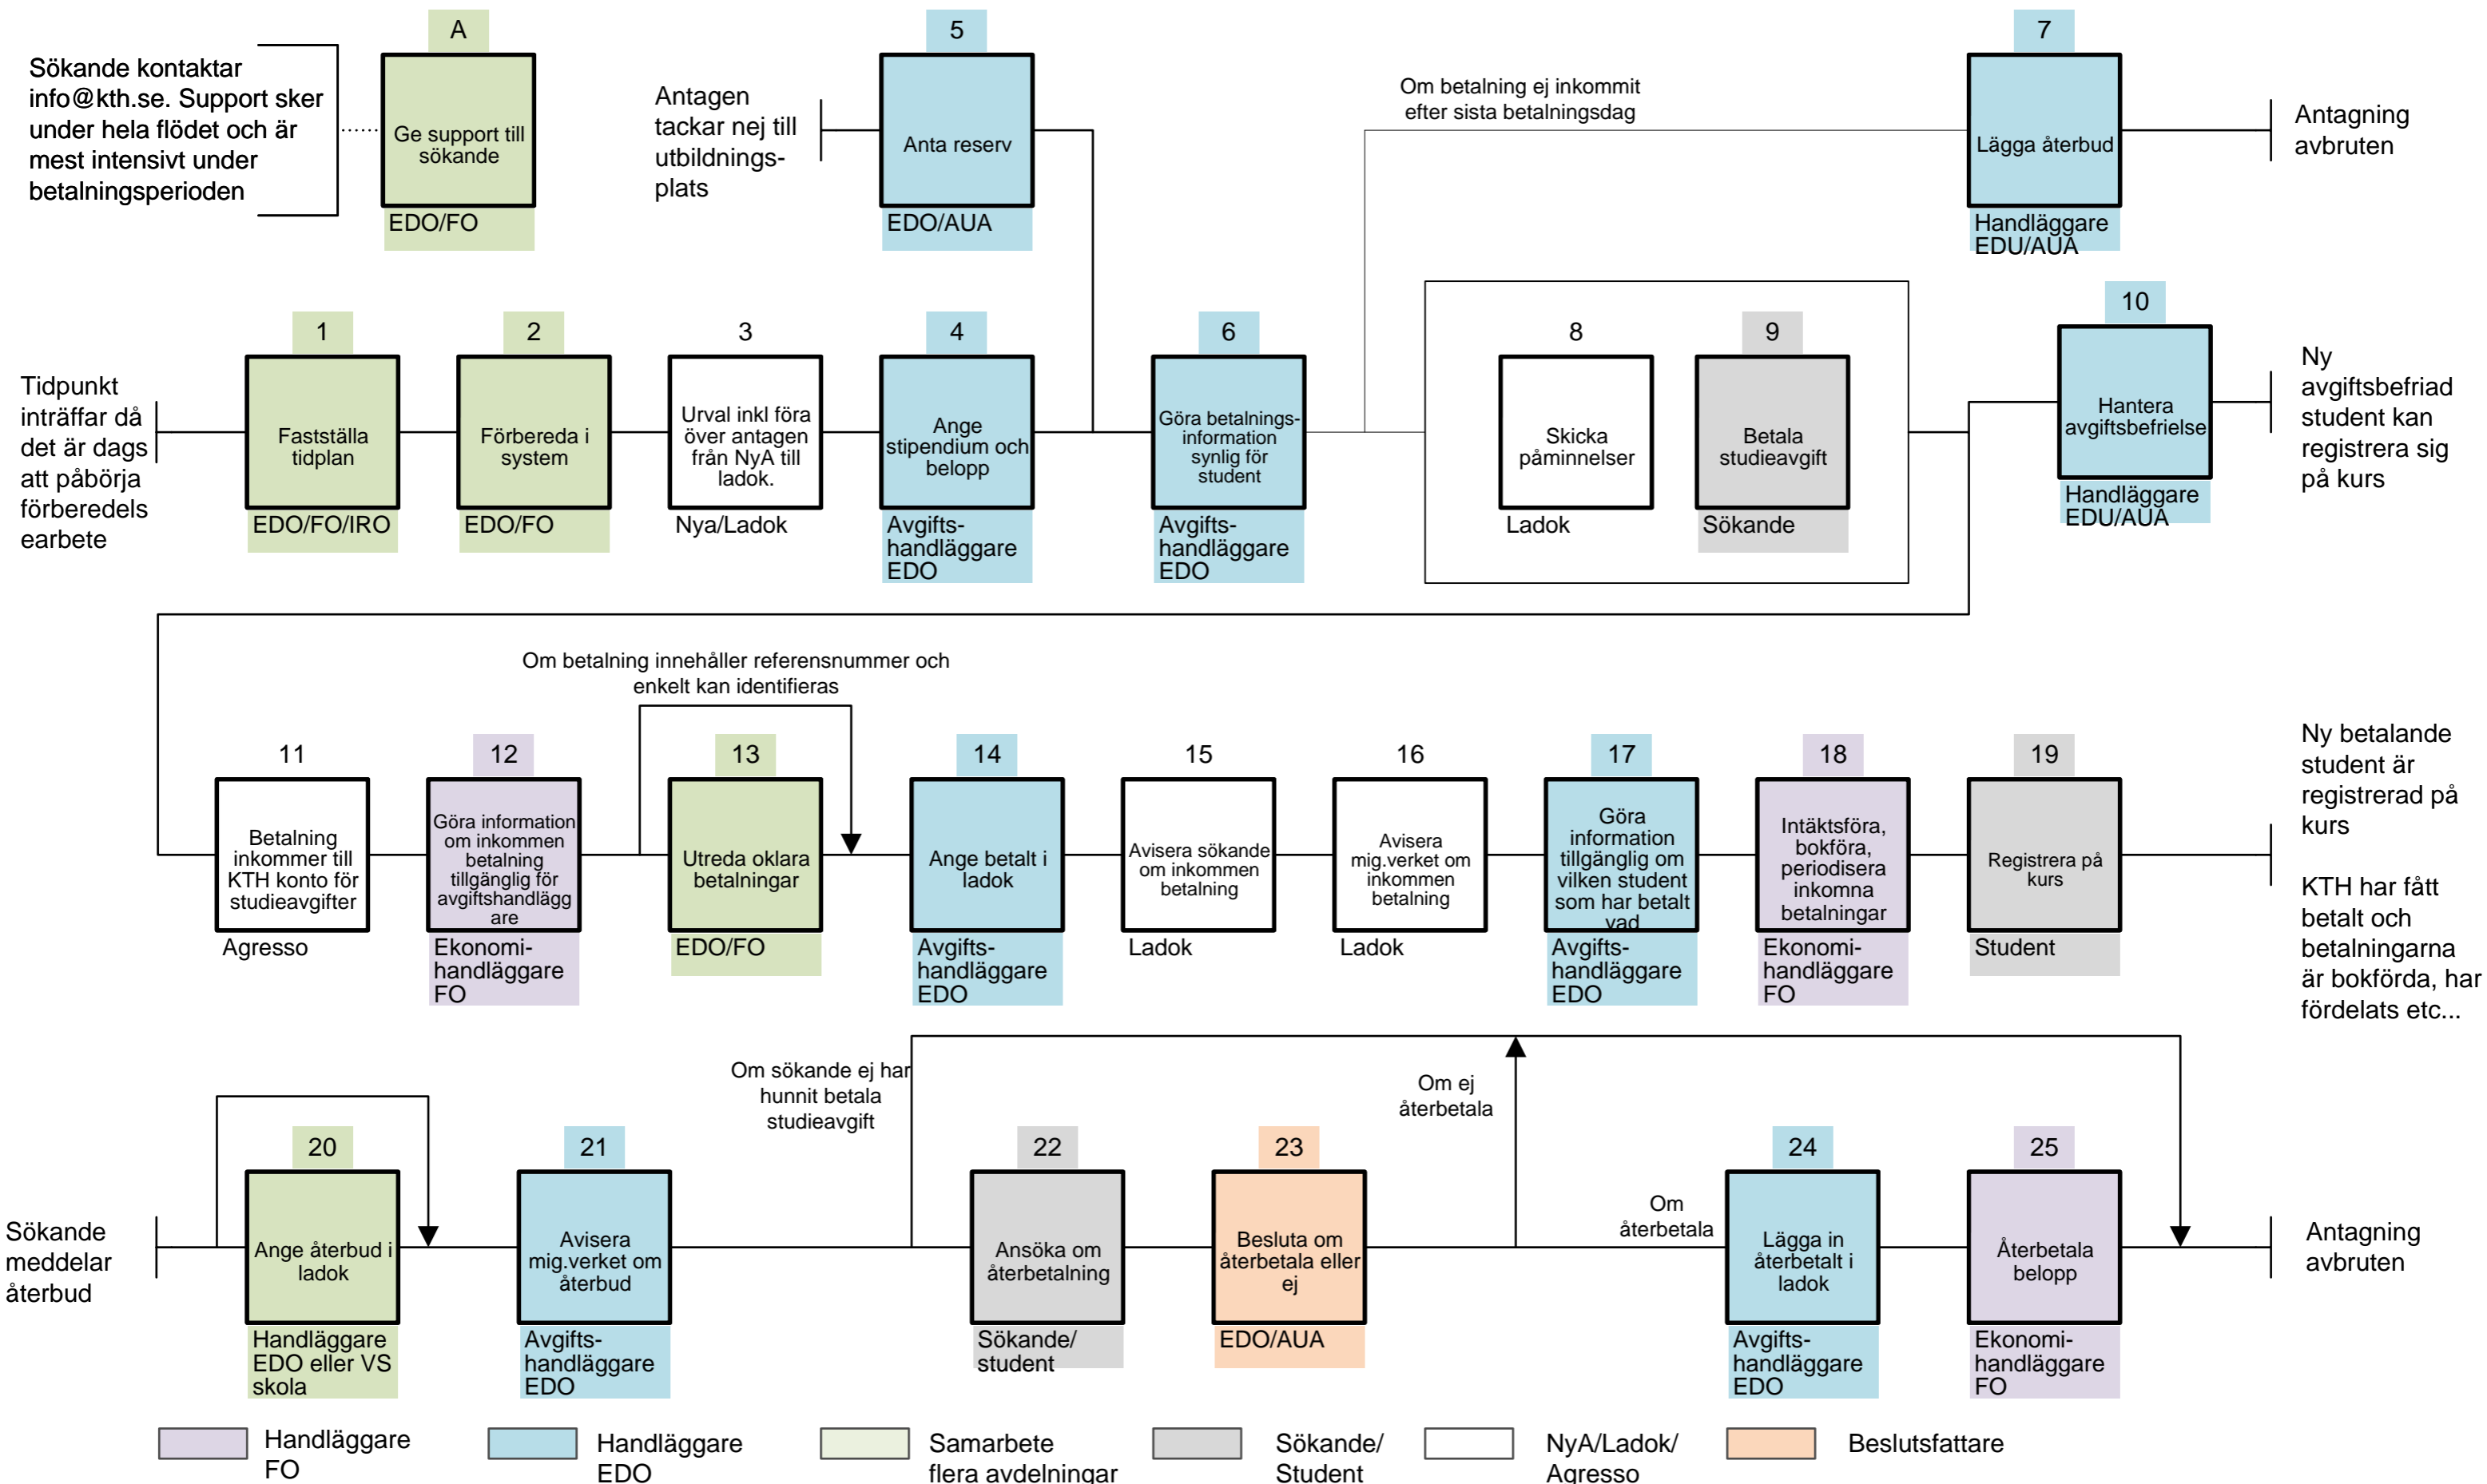 A
Sökande kontaktar
info@kth.se. Support sker
under hela flödet och är
mest intensivt under
betalningsperioden
Ge support till
sökande
EDO/FO
Antagen
tackar nej till
utbildnings-
plats
5
Anta reserv
EDO/AUA
Om betalning ej inkommit
efter sista betalningsdag
7
Lägga återbud
Handläggare
EDU/AUA
Antagning
avbruten
Tidpunkt
inträffar då
det är dags
att påbörja
förberedels
earbete
1
Fastställa
tidplan
EDO/FO/IRO
2
Förbereda i
system
EDO/FO
3
Urval inkl föra
över antagen
från NyA till
ladok.
Nya/Ladok
4
Ange
stipendium och
belopp
Avgifts-
handläggare
EDO
6
Göra betalnings-
information
synlig för
student
Avgifts-
handläggare
EDO
8
Skicka
påminnelser
Ladok
9
Betala
studieavgift
Sökande
10
Hantera
avgiftsbefrielse
Handläggare
EDU/AUA
Ny
avgiftsbefriad
student kan
registrera sig
på kurs
Om betalning innehåller referensnummer och
enkelt kan identifieras
11
Betalning
inkommer till
KTH konto för
studieavgifter
Agresso
12
Göra information
om inkommen
betalning
tillgänglig för
avgiftshandlägg
are
Ekonomi-
handläggare
FO
13
Utreda oklara
betalningar
EDO/FO
14
Ange betalt i
ladok
Avgifts-
handläggare
EDO
15
Avisera sökande
om inkommen
betalning
Ladok
16
Avisera
mig.verket om
inkommen
betalning
Ladok
17
Göra
information
tillgänglig om
vilken student
som har betalt
vad
Avgifts-
handläggare
EDO
18
Intäktsföra,
bokföra,
periodisera
inkomna
betalningar
Ekonomi-
handläggare
FO
19
Registrera på
kurs
Student
Ny betalande
student är
registrerad på
kurs
KTH har fått
betalt och
betalningarna
är bokförda, har
fördelats etc...
Sökande
meddelar
återbud
20
Ange återbud i
ladok
Handläggare
EDO eller VS
skola
21
Avisera
mig.verket om
återbud
Avgifts-
handläggare
EDO
Om sökande ej har
hunnit betala
studieavgift
22
Ansöka om
återbetalning
Sökande/
student
23
Besluta om
återbetala eller
ej
EDO/AUA
Om ej
återbetala
Om
återbetala
24
Lägga in
återbetalt i
ladok
Avgifts-
handläggare
EDO
25
Återbetala
belopp
Ekonomi-
handläggare
FO
Antagning
avbruten
Handläggare
FO
Handläggare
EDO
Samarbete
flera avdelningar
Sökande/
Student
NyA/Ladok/
Agresso
Beslutsfattare